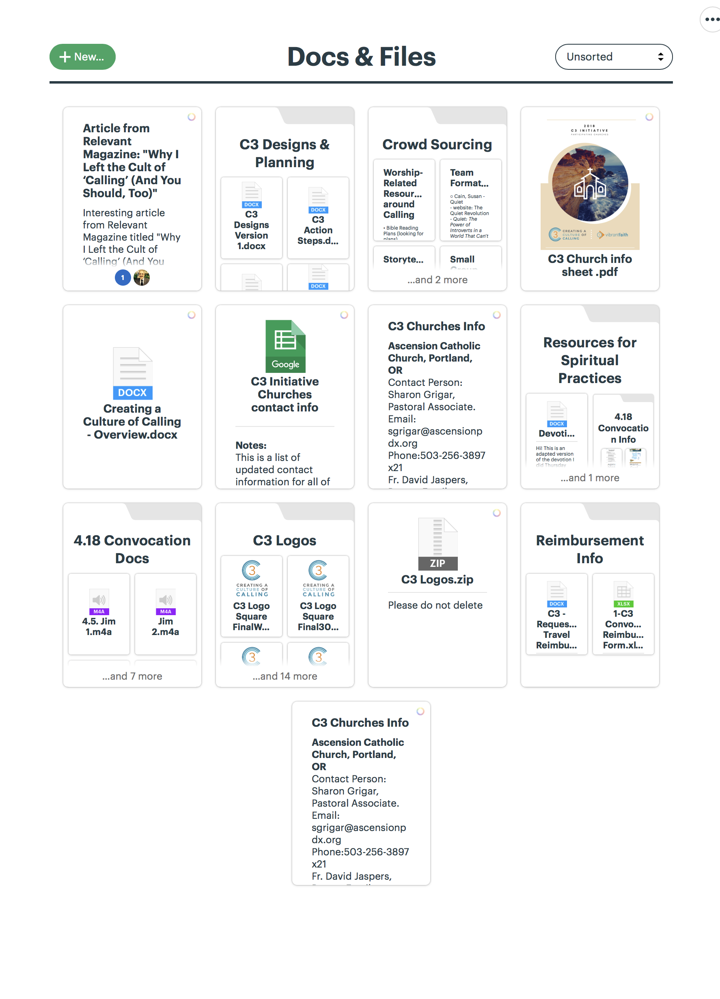 New...
Docs & Files
Unsorted
Article from
Relevant
Magazine: "Why I
Left the Cult of
‘Calling’ (And You
Should, Too)"
Interesting article
from Relevant
Magazine titled "Why
I Left the Cult of
‘Calling’ (And You
1
C3 Designs &
Planning
DOCX
C3
Designs
Version
1.docx
DOCX
C3
Action
Steps.d...
DOCX
Crowd Sourcing
Worship-
Related
Resour...
around
Calling
• Bible Reading
Plans (looking for
plans)
Team
Format...
○ Cain, Susan -
Quiet
- website: The
Quiet Revolution
- Quiet: The
Power of
Introverts in a
World That Can't
Storyte...
Small
Group
...and 2 more
2018
C3 INITIATIVE
PARTICIPATING CHURCHES
3 CREATING A
CULTURE OF
CALLING
vibrantfaith
C3 Church info
sheet .pdf
DOCX
Creating a
Culture of Calling
- Overview.docx
Google
C3 Initiative
Churches
contact info
Notes:
This is a list of
updated contact
information for all of
C3 Churches Info
Ascension Catholic
Church, Portland,
OR
Contact Person:
Sharon Grigar,
Pastoral Associate.
Email:
sgrigar@ascensionp
dx.org
Phone:503-256-3897
x21
Fr. David Jaspers,
Resources for
Spiritual
Practices
DOCX
Devoti...
Hi! This is an
adapted version
of the devotion I
did Thursday
4.18
Convocatio
n Info
...and 1 more
4.18 Convocation
Docs
M4A
4.5. Jim
1.m4a
M4A
Jim
2.m4a
...and 7 more
C3 Logos
3
CREATING A
CULTURE OF
CALLING
C3 Logo
Square
FinalW...
3
CREATING A
CULTURE OF
CALLING
C3 Logo
Square
Final30...
3
3
...and 14 more
ZIP
C3 Logos.zip
Please do not delete
Reimbursement
Info
DOCX
C3 -
Reques...
Travel
Reimbu...
XLSX
1-C3
Convo...
Reimbu...
Form.xl...
C3 Churches Info
Ascension Catholic
Church, Portland,
OR
Contact Person:
Sharon Grigar,
Pastoral Associate.
Email:
sgrigar@ascensionp
dx.org
Phone:503-256-3897
x21
Fr. David Jaspers,